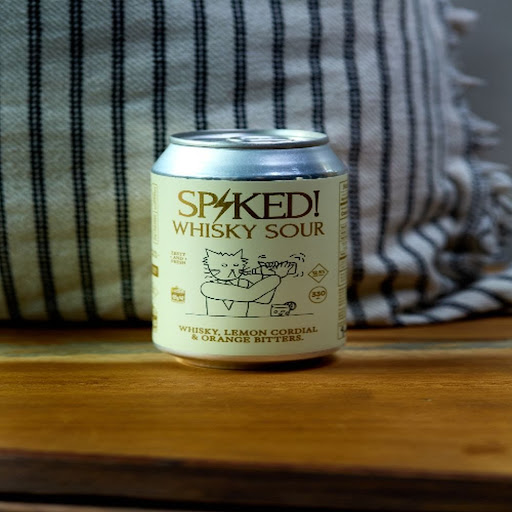 SPIKED!
WHISKY SOUR
WHISKY, LEMON CORDIAL
& ORANGE BITTERS.